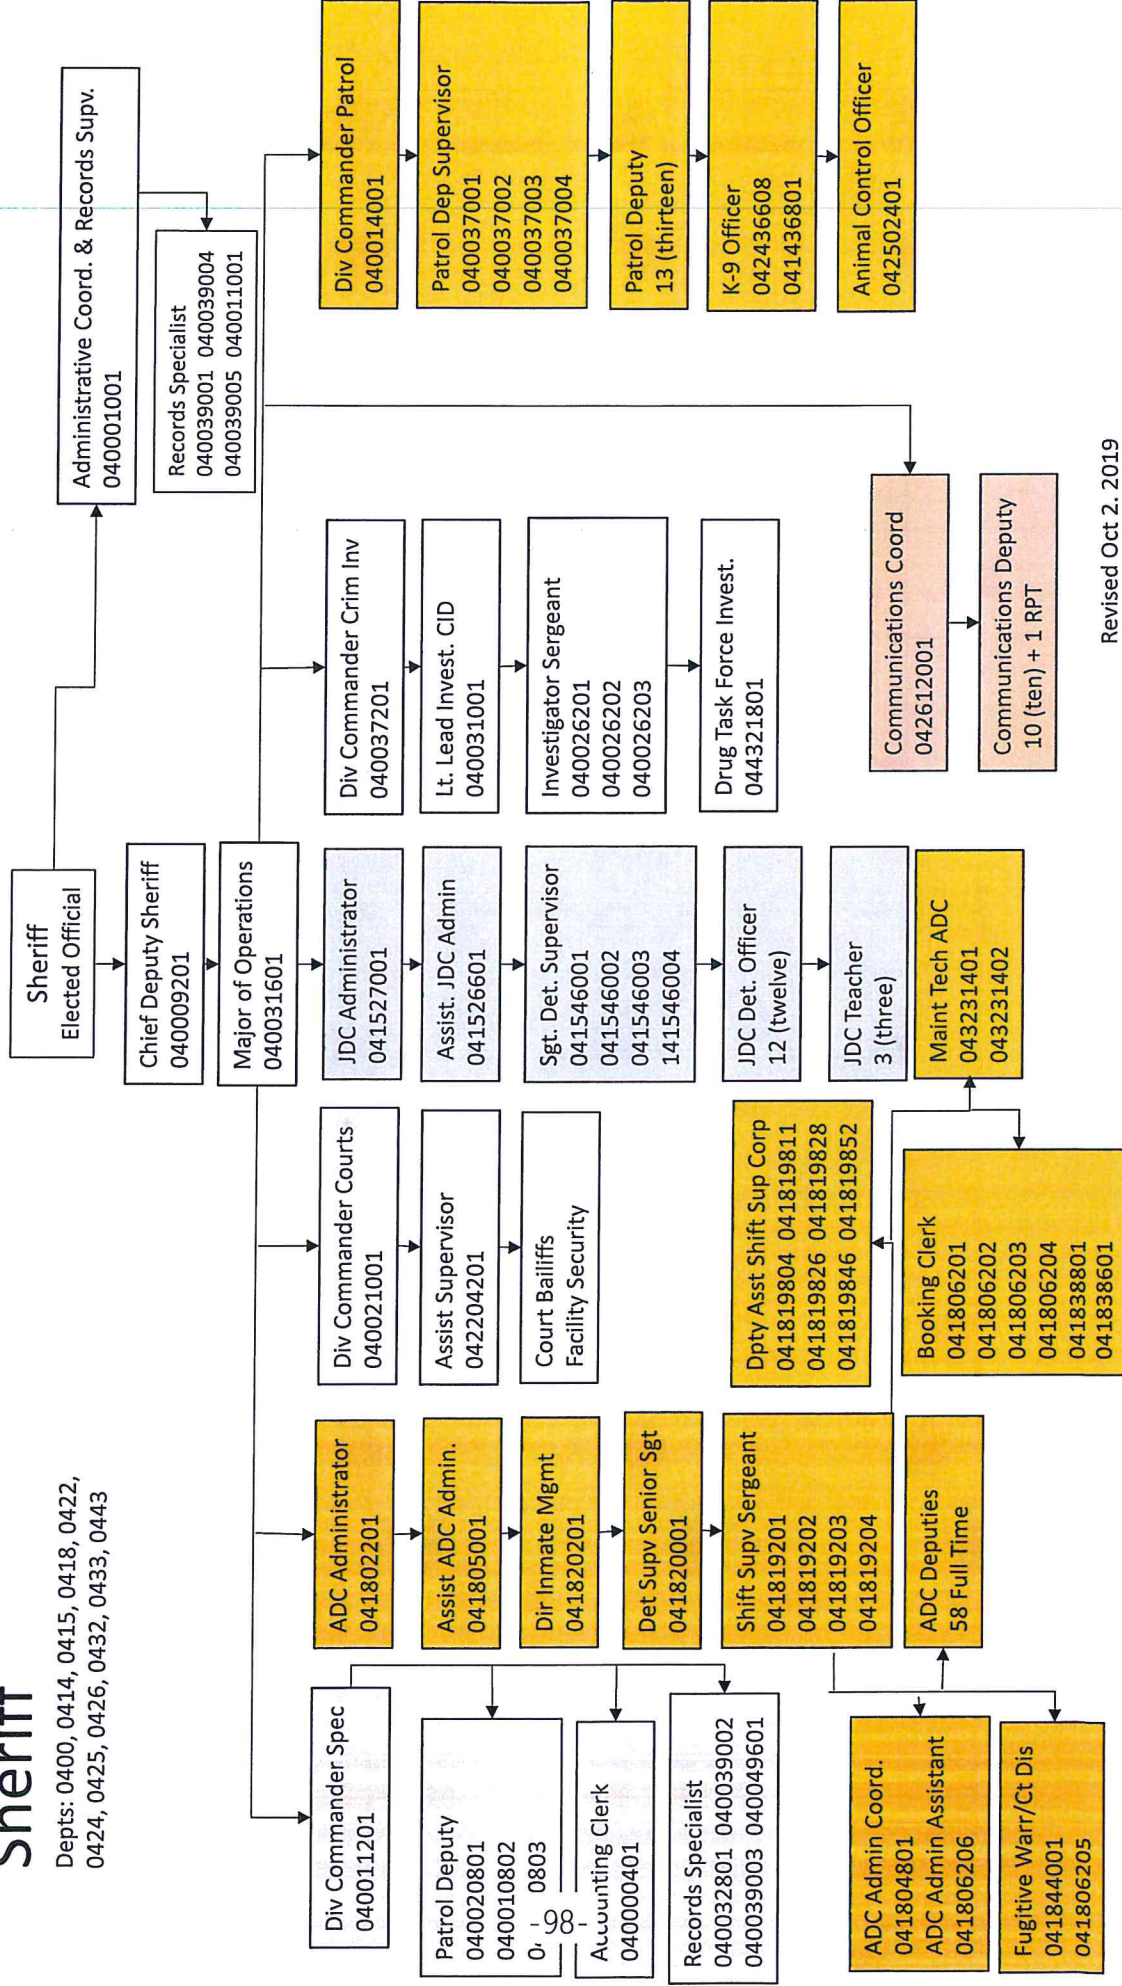 Sheriff
Depts: 0400, 0414, 0415, 0418, 0422,
0424, 0425, 0426, 0432, 0433, 0443
Sheriff
Elected Official
Administrative Coord. & Records Supv.
040001001
Records Specialist
040039001 040039004
040039005 040011001
Chief Deputy Sheriff
040009201
Major of Operations
040031601
Div Commander Spec
040011201
Patrol Deputy
040020801
040010802
0803
Accounting Clerk
040000401
Records Specialist
040032801 040039002
040039003 040049601
ADC Administrator
041802201
Assist ADC Admin.
041805001
Dir Inmate Mgmt
041820201
Det Supv Senior Sgt
041820001
Shift Supv Sergeant
041819201
041819202
041819203
041819204
ADC Deputies
58 Full Time
ADC Admin Coord.
041804801
ADC Admin Assistant
041806206
Fugitive Warr/Ct Dis
041844001
041806205
Div Commander Courts
040021001
Assist Supervisor
042204201
Court Bailiffs
Facility Security
Dpty Asst Shift Sup Corp
041819804 041819811
041819826 041819828
041819846 041819852
Booking Clerk
041806201
041806202
041806203
041806204
041838801
041838601
JDC Administrator
041527001
Assist. JDC Admin
041526601
Sgt. Det. Supervisor
041546001
041546002
041546003
141546004
JDC Det. Officer
12 (twelve)
JDC Teacher
3 (three)
Maint Tech ADC
043231401
043231402
Div Commander Crim Inv
040037201
Lt. Lead Invest. CID
040031001
Investigator Sergeant
040026201
040026202
040026203
Drug Task Force Invest.
044321801
Communications Coord
042612001
Communications Deputy
10 (ten) + 1 RPT
Div Commander Patrol
040014001
Patrol Dep Supervisor
040037001
040037002
040037003
040037004
Patrol Deputy
13 (thirteen)
K-9 Officer
042436608
041436801
Animal Control Officer
042502401
Revised Oct 2. 2019
-98-